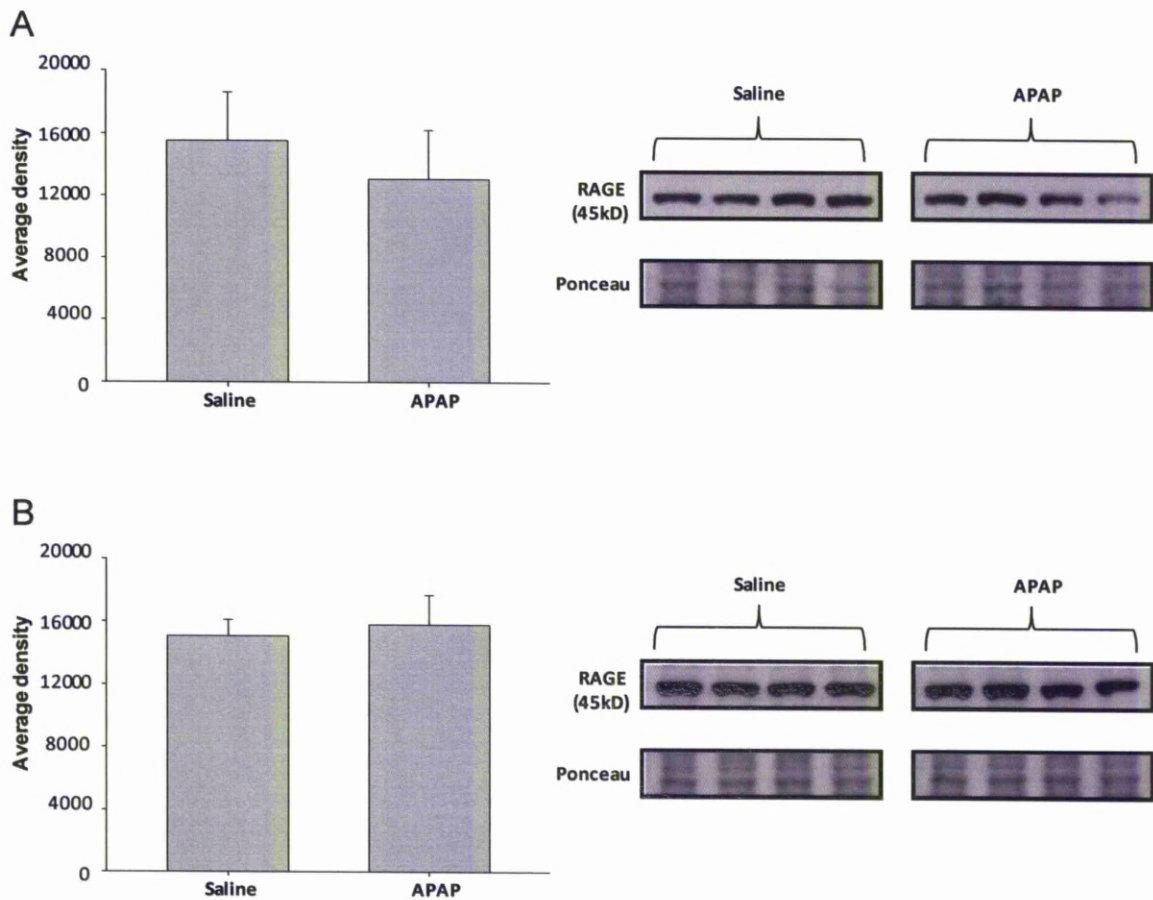 A
Average density
20000
16000
12000
8000
4000
0
Saline
APAP
Saline
APAP
RAGE
(45kD)
Ponceau
B
Average density
20000
16000
12000
8000
4000
0
Saline
APAP
Saline
APAP
RAGE
(45kD)
Ponceau